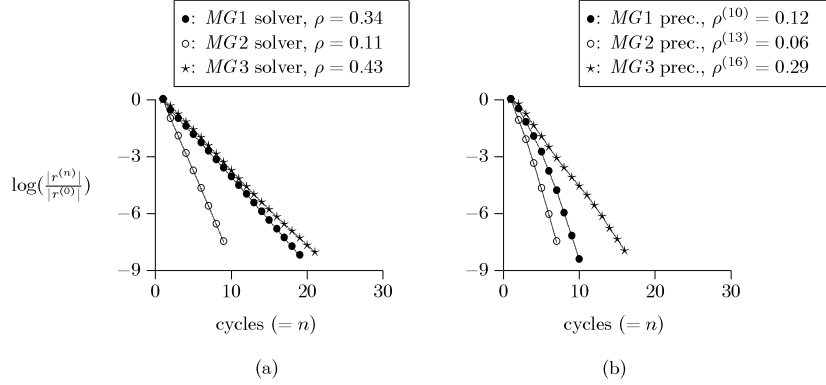 ●: MG1 solver, ρ = 0.34
○: MG2 solver, ρ = 0.11
⋆: MG3 solver, ρ = 0.43
0
−3
−6
−9
log(|r^(n)|/|r^(0)|)
0 10 20 30
cycles (= n)
(a)
●: MG1 prec., ρ^(10) = 0.12
○: MG2 prec., ρ^(13) = 0.06
⋆: MG3 prec., ρ^(16) = 0.29
0
−3
−6
−9
0 10 20 30
cycles (= n)
(b)